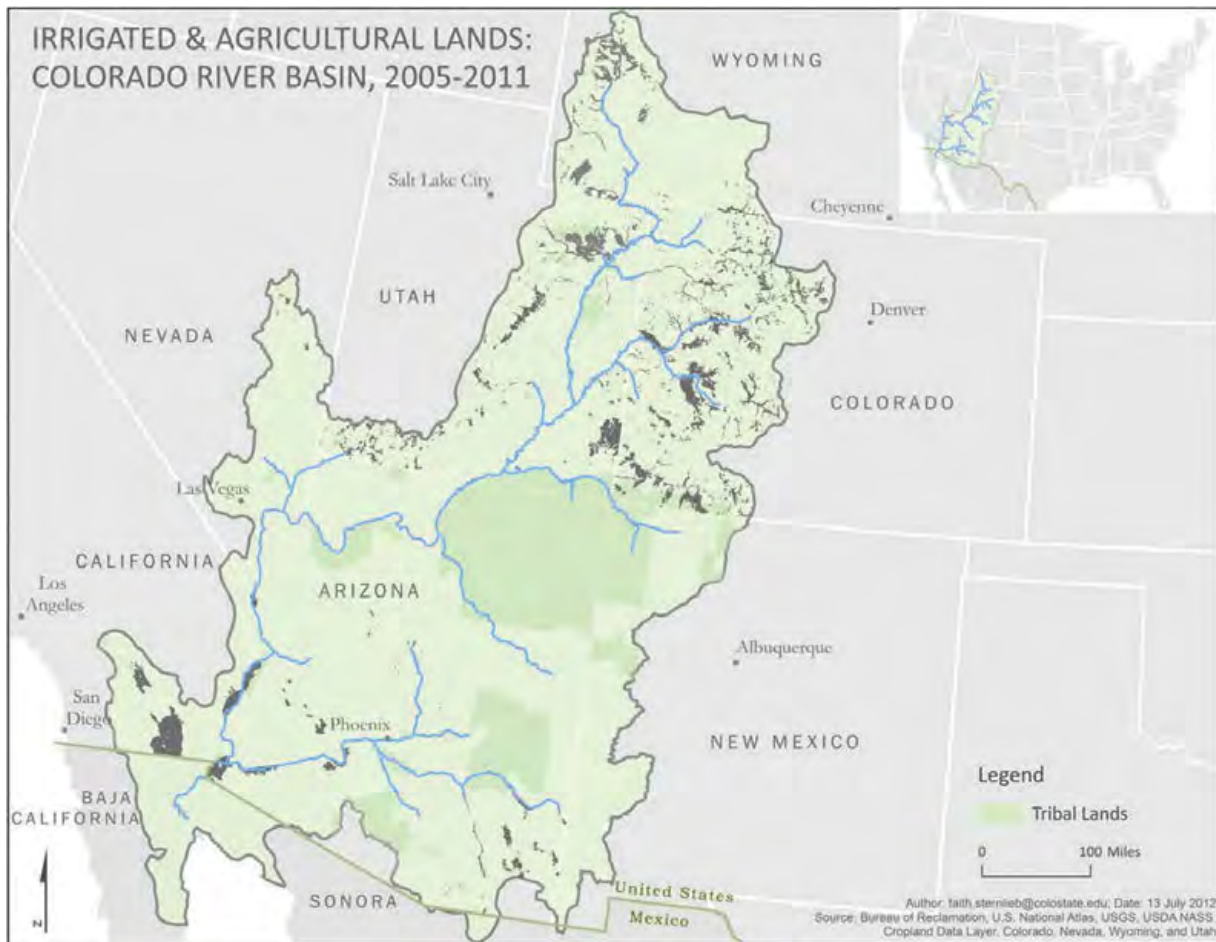 IRRIGATED & AGRICULTURAL LANDS:
COLORADO RIVER BASIN, 2005-2011
WYOMING
Salt Lake City
Cheyenne
UTAH
Denver
NEVADA
COLORADO
Las Vegas
CALIFORNIA
Los
Angeles
ARIZONA
Albuquerque
San
Diego
Phoenix
NEW MEXICO
BAJA
CALIFORNIA
Legend
Tribal Lands
0 100 Miles
N
SONORA
United States
Mexico
Author: faith.sternlieb@colostate.edu; Date: 13 July 2012
Source: Bureau of Reclamation, U.S. National Atlas, USGS, USDA NASS
Cropland Data Layer, Colorado, Nevada, Wyoming, and Utah